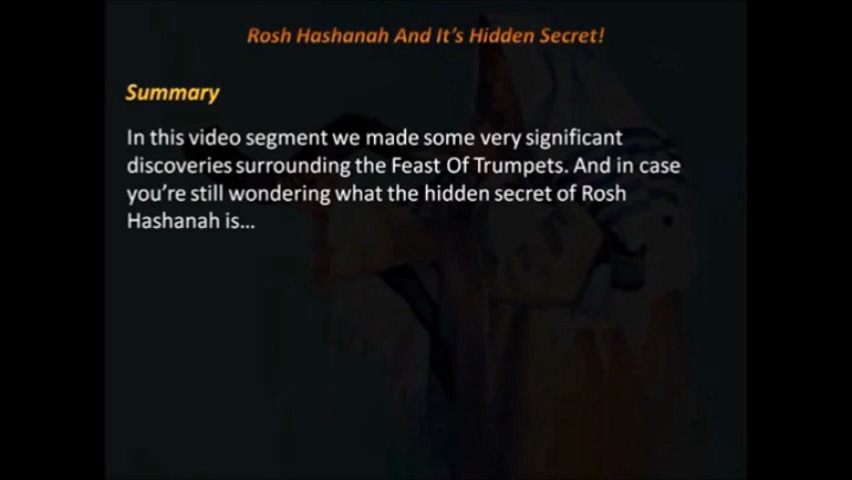 Rosh Hashanah And It's Hidden Secret!
Summary
In this video segment we made some very significant
discoveries surrounding the Feast Of Trumpets. And in case
you're still wondering what the hidden secret of Rosh
Hashanah is...